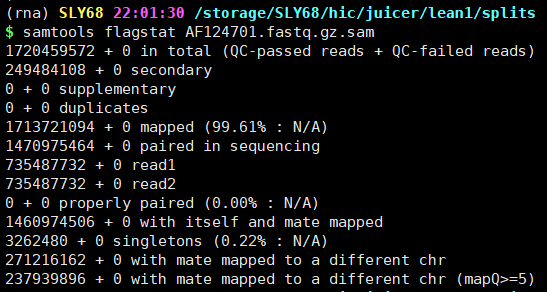 (rna) SLY68 22:01:30 /storage/SLY68/hic/juicer/lean1/splits
$ samtools flagstat AF124701.fastq.gz.sam
1720459572 + 0 in total (QC-passed reads + QC-failed reads)
249484108 + 0 secondary
0 + 0 supplementary
0 + 0 duplicates
1713721094 + 0 mapped (99.61% : N/A)
1470975464 + 0 paired in sequencing
735487732 + 0 read1
735487732 + 0 read2
0 + 0 properly paired (0.00% : N/A)
1460974506 + 0 with itself and mate mapped
3262480 + 0 singletons (0.22% : N/A)
271216162 + 0 with mate mapped to a different chr
237939896 + 0 with mate mapped to a different chr (mapQ>=5)